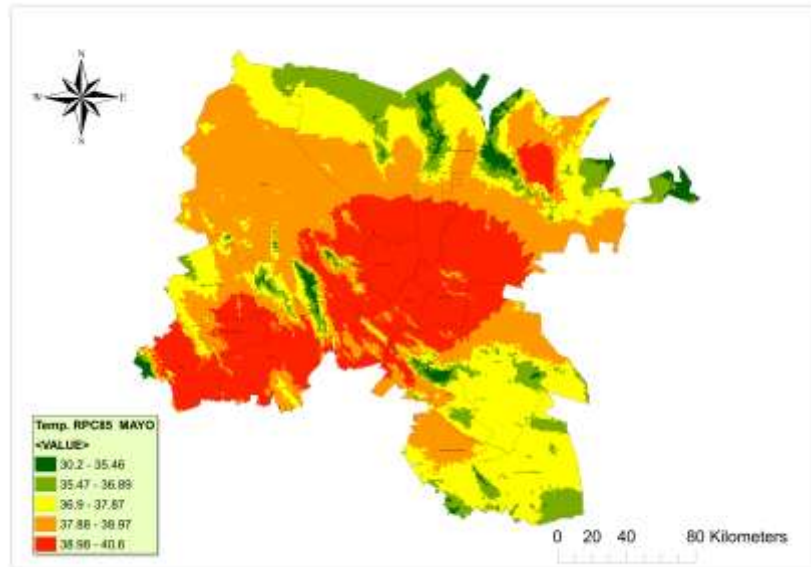 N
W E
S
Temp. RPC85 MAYO
<VALUE>
30.2 - 35.46
35.47 - 36.89
36.9 - 37.87
37.88 - 38.97
38.98 - 40.6
0 20 40 80 Kilometers